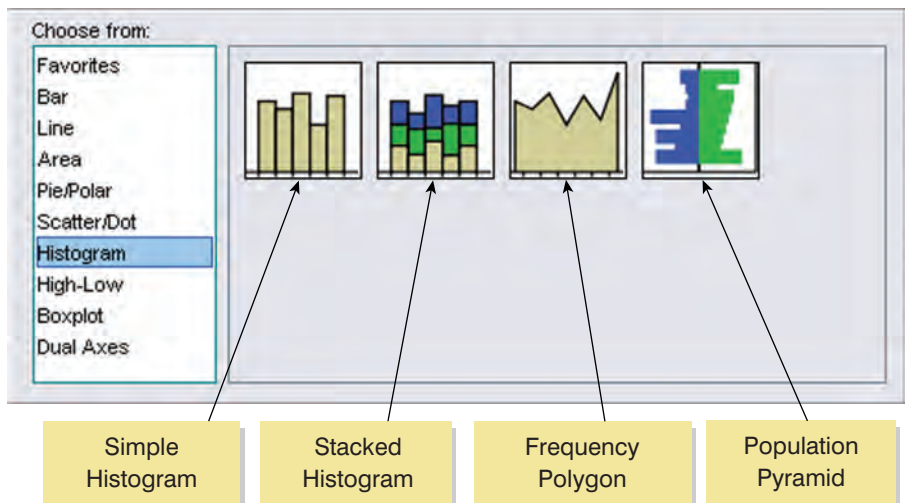 Choose from:
Favorites
Bar
Line
Area
Pie/Polar
Scatter/Dot
Histogram
High-Low
Boxplot
Dual Axes
Simple
Histogram
Stacked
Histogram
Frequency
Polygon
Population
Pyramid